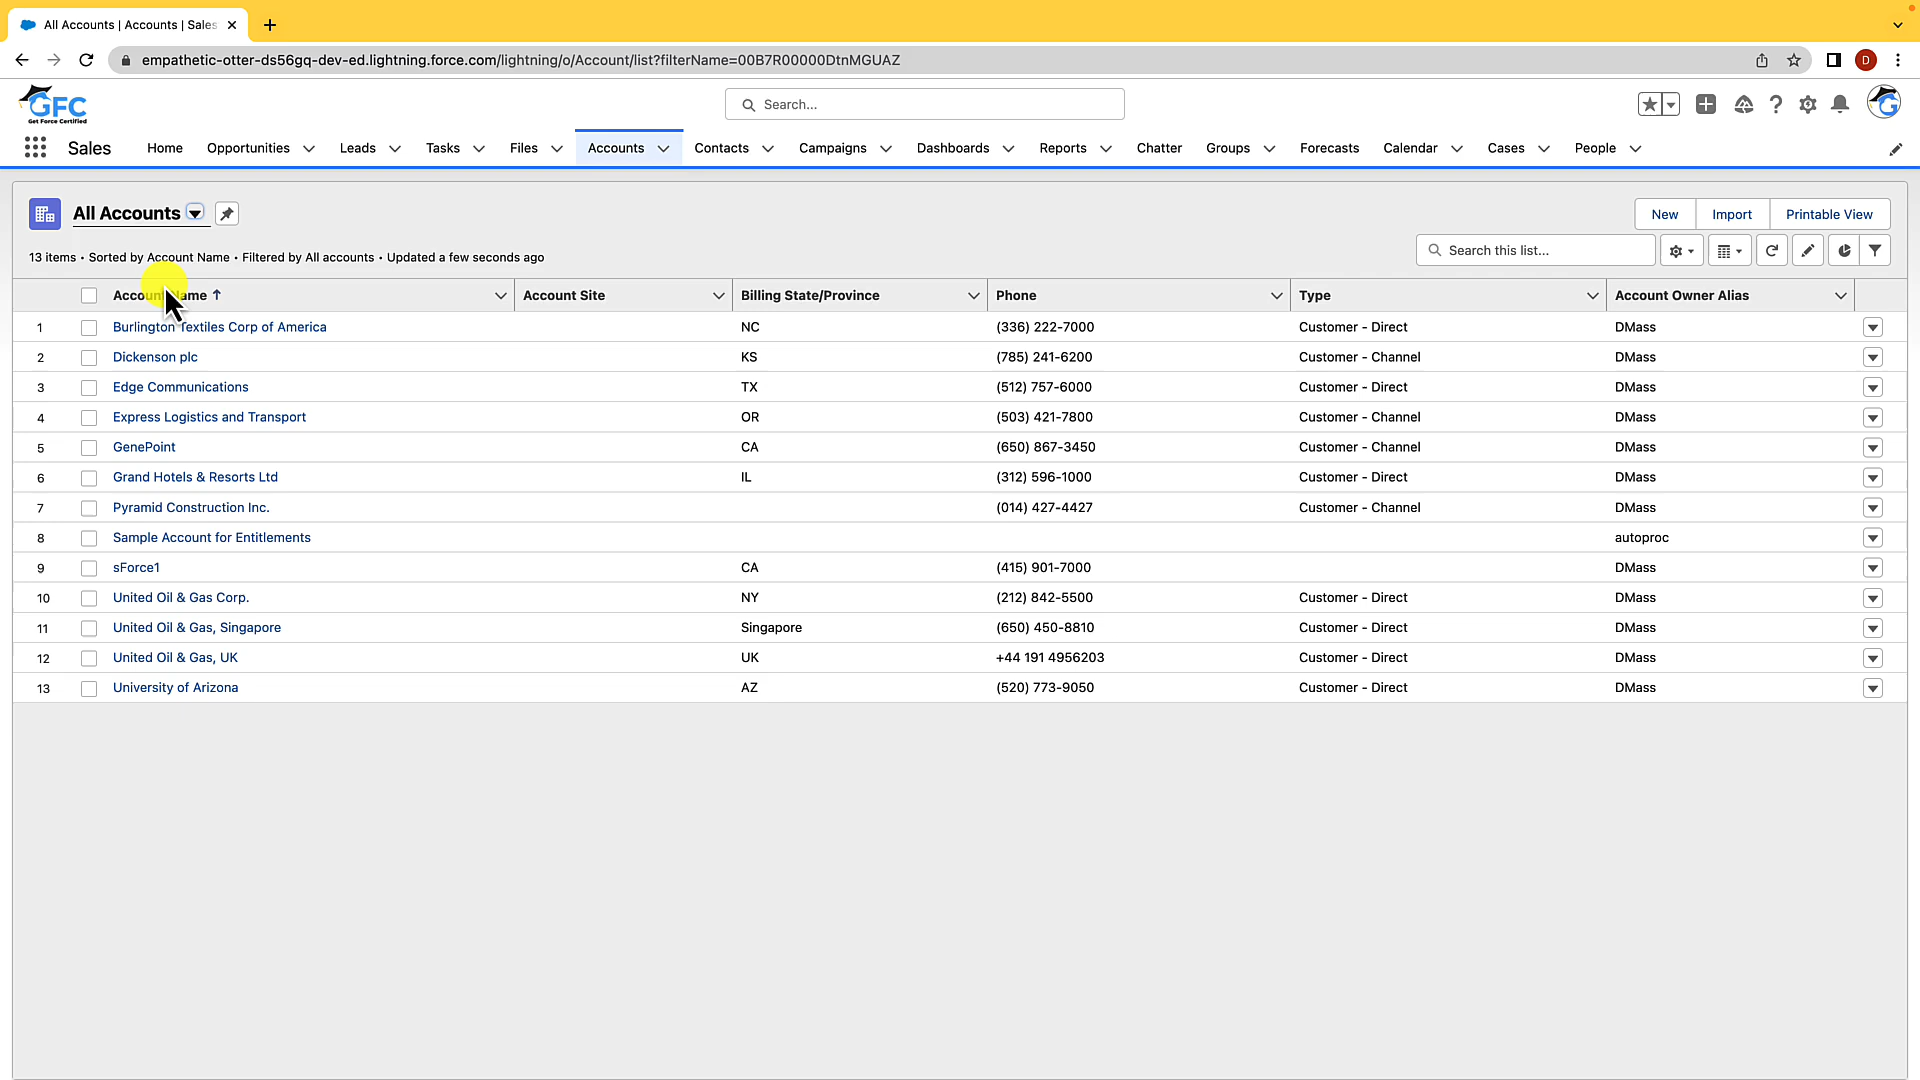 All Accounts | Accounts | Sales
empathetic-otter-ds56gq-dev-ed.lightning.force.com/lightning/o/Account/list?filterName=00B7R00000DtnMGUAZ
D
GFC
Get Force Certified
Search...
Sales Home Opportunities Leads Tasks Files Accounts Contacts Campaigns Dashboards Reports Chatter Groups Forecasts Calendar Cases People
All Accounts
New Import Printable View
13 items • Sorted by Account Name • Filtered by All accounts • Updated a few seconds ago
Search this list...
Account Name Account Site Billing State/Province Phone Type Account Owner Alias
1 Burlington Textiles Corp of America NC (336) 222-7000 Customer - Direct DMass
2 Dickenson plc KS (785) 241-6200 Customer - Channel DMass
3 Edge Communications TX (512) 757-6000 Customer - Direct DMass
4 Express Logistics and Transport OR (503) 421-7800 Customer - Channel DMass
5 GenePoint CA (650) 867-3450 Customer - Channel DMass
6 Grand Hotels & Resorts Ltd IL (312) 596-1000 Customer - Direct DMass
7 Pyramid Construction Inc. (014) 427-4427 Customer - Channel DMass
8 Sample Account for Entitlements autoproc
9 sForce1 CA (415) 901-7000 DMass
10 United Oil & Gas Corp. NY (212) 842-5500 Customer - Direct DMass
11 United Oil & Gas, Singapore Singapore (650) 450-8810 Customer - Direct DMass
12 United Oil & Gas, UK UK +44 191 4956203 Customer - Direct DMass
13 University of Arizona AZ (520) 773-9050 Customer - Direct DMass